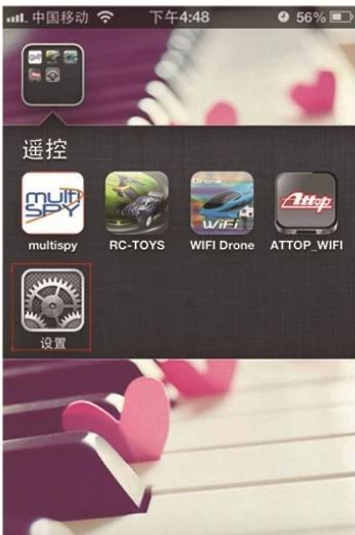 中国移动 下午4:48 56%
遥控
multi SPY
Drone
WiFi
Attop
multispy RC-TOYS WIFI Drone ATTOP_WIFI
设置